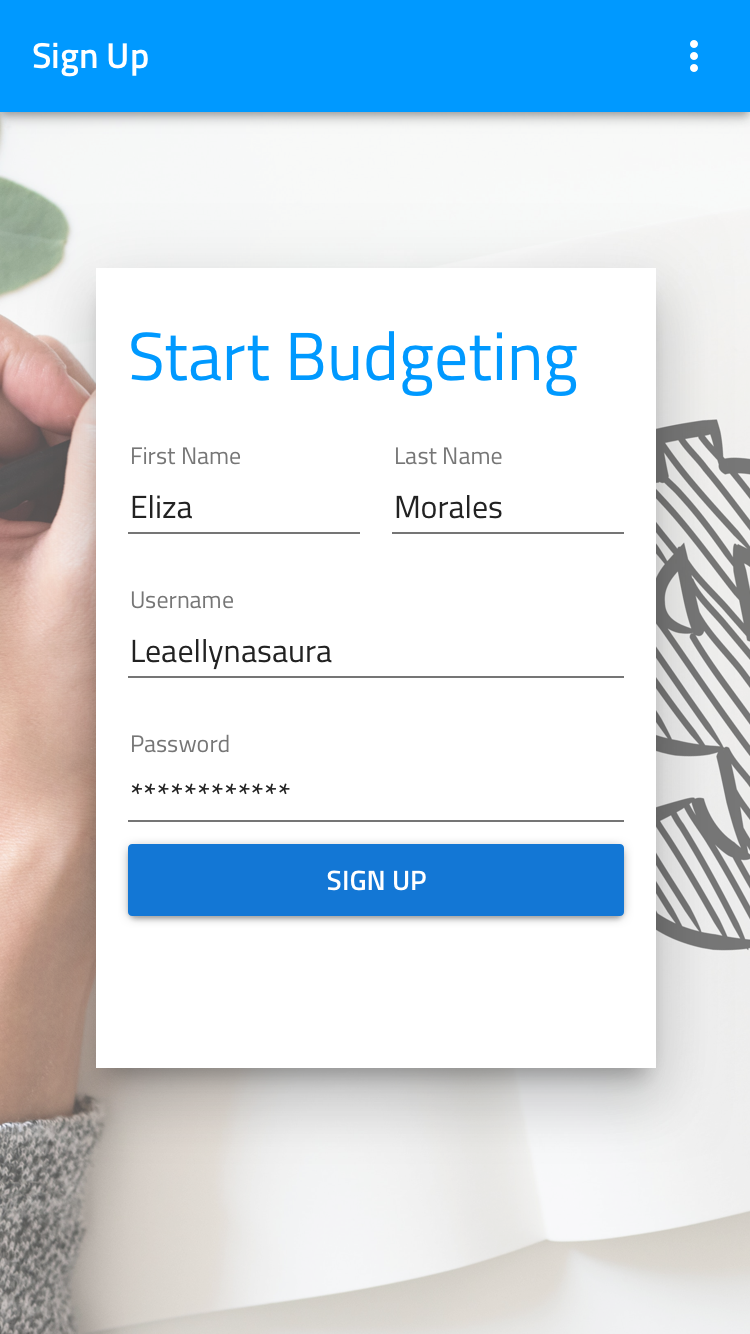 Sign Up
Start Budgeting
First Name Last Name
Eliza Morales
Username
Leaellynasaura
Password
************
SIGN UP